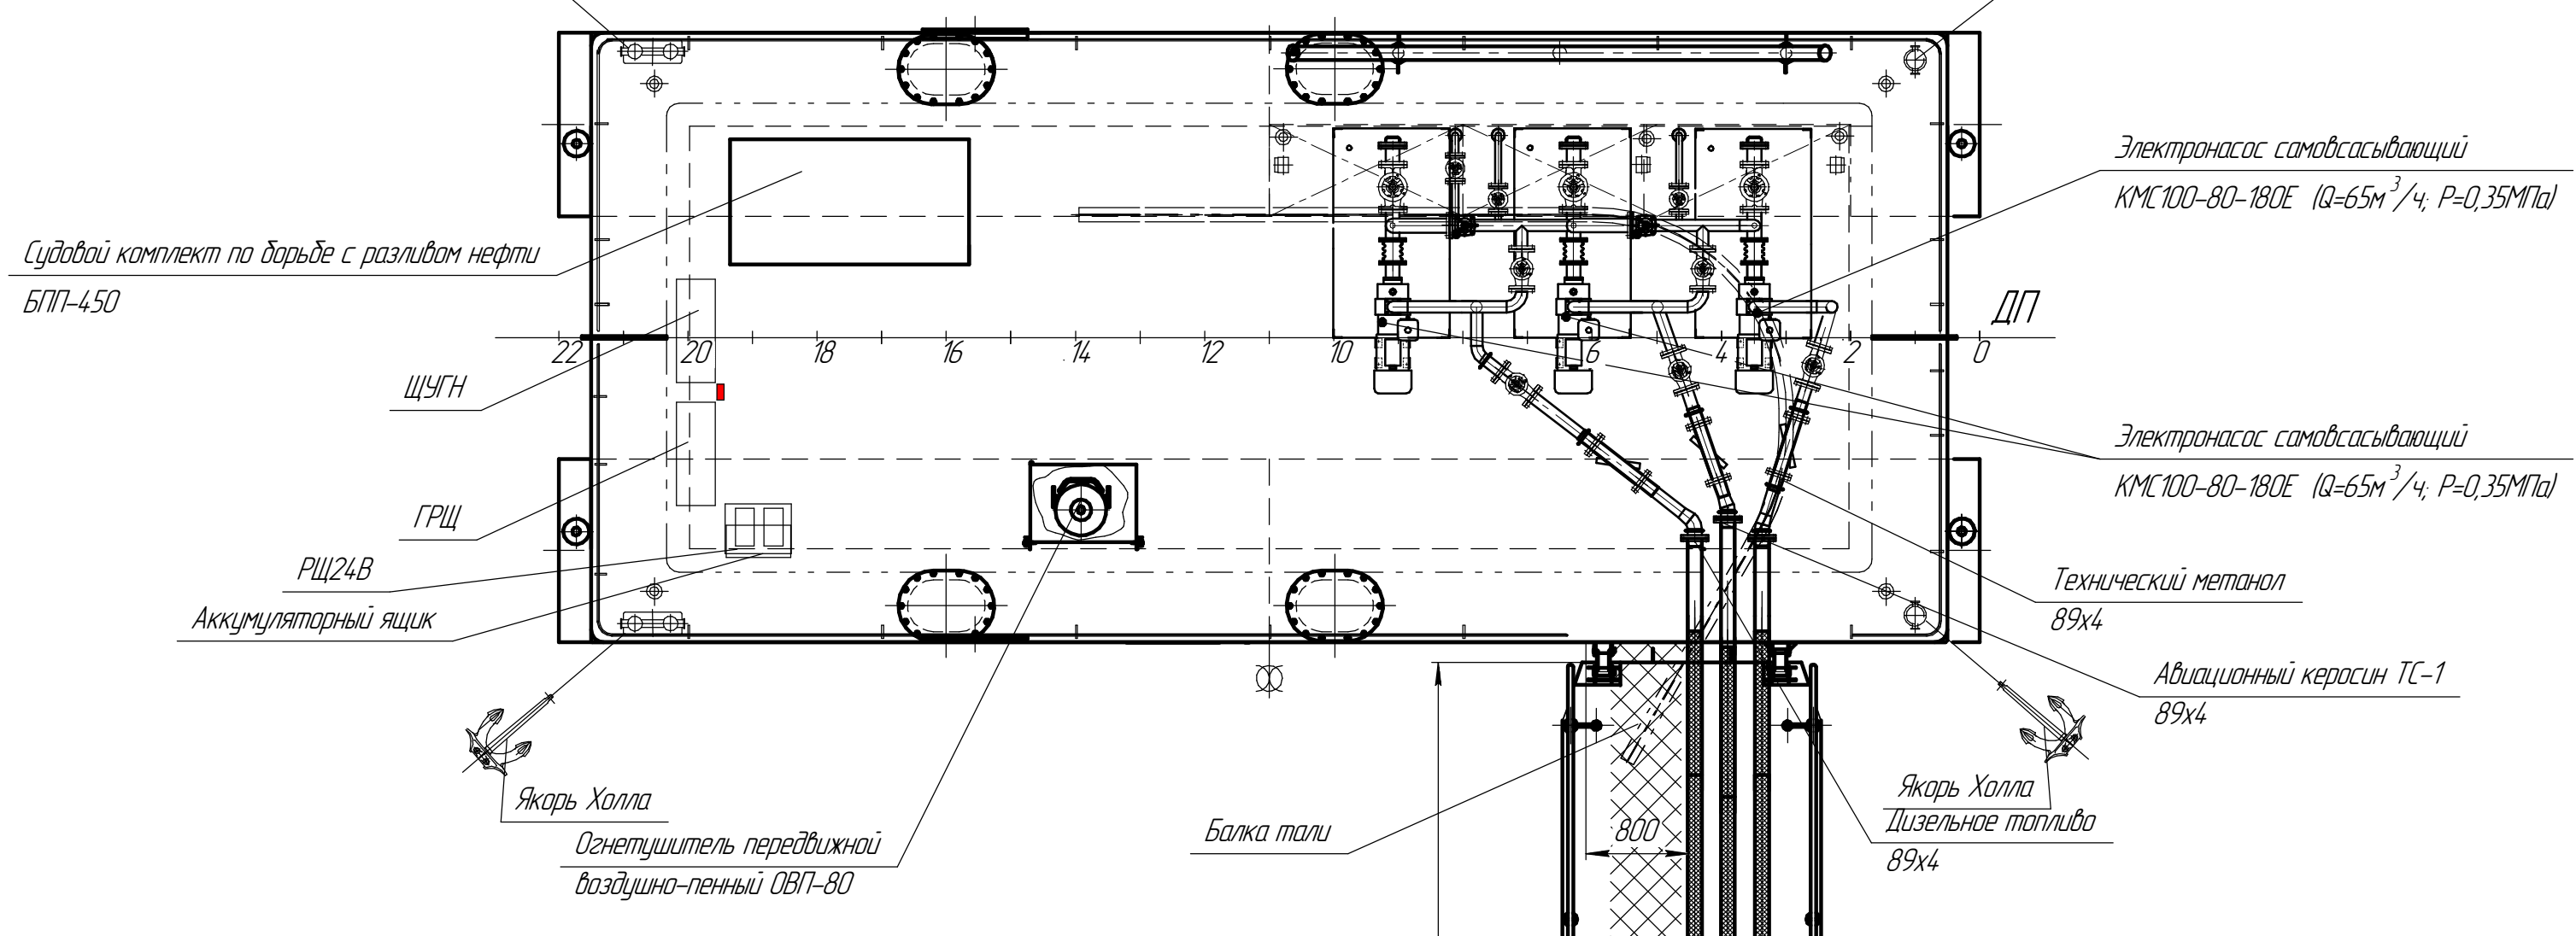 Электронасос самовсасывающий
КМС100-80-180Е (Q=65м³/ч; Р=0,35МПа)
Судовой комплект по борьбе с разливом нефти
БПП-450
ДП
22 20 18 16 14 12 10 6 4 2 0
ЩУГН
Электронасос самовсасывающий
КМС100-80-180Е (Q=65м³/ч; Р=0,35МПа)
ГРЩ
РЩ24В
Аккумуляторный ящик
Технический метанол
89х4
Авиационный керосин ТС-1
89х4
Якорь Холла
Якорь Холла
Огнетушитель передвижной
воздушно-пенный ОВП-80
Балка тали
800
Дизельное топливо
89х4